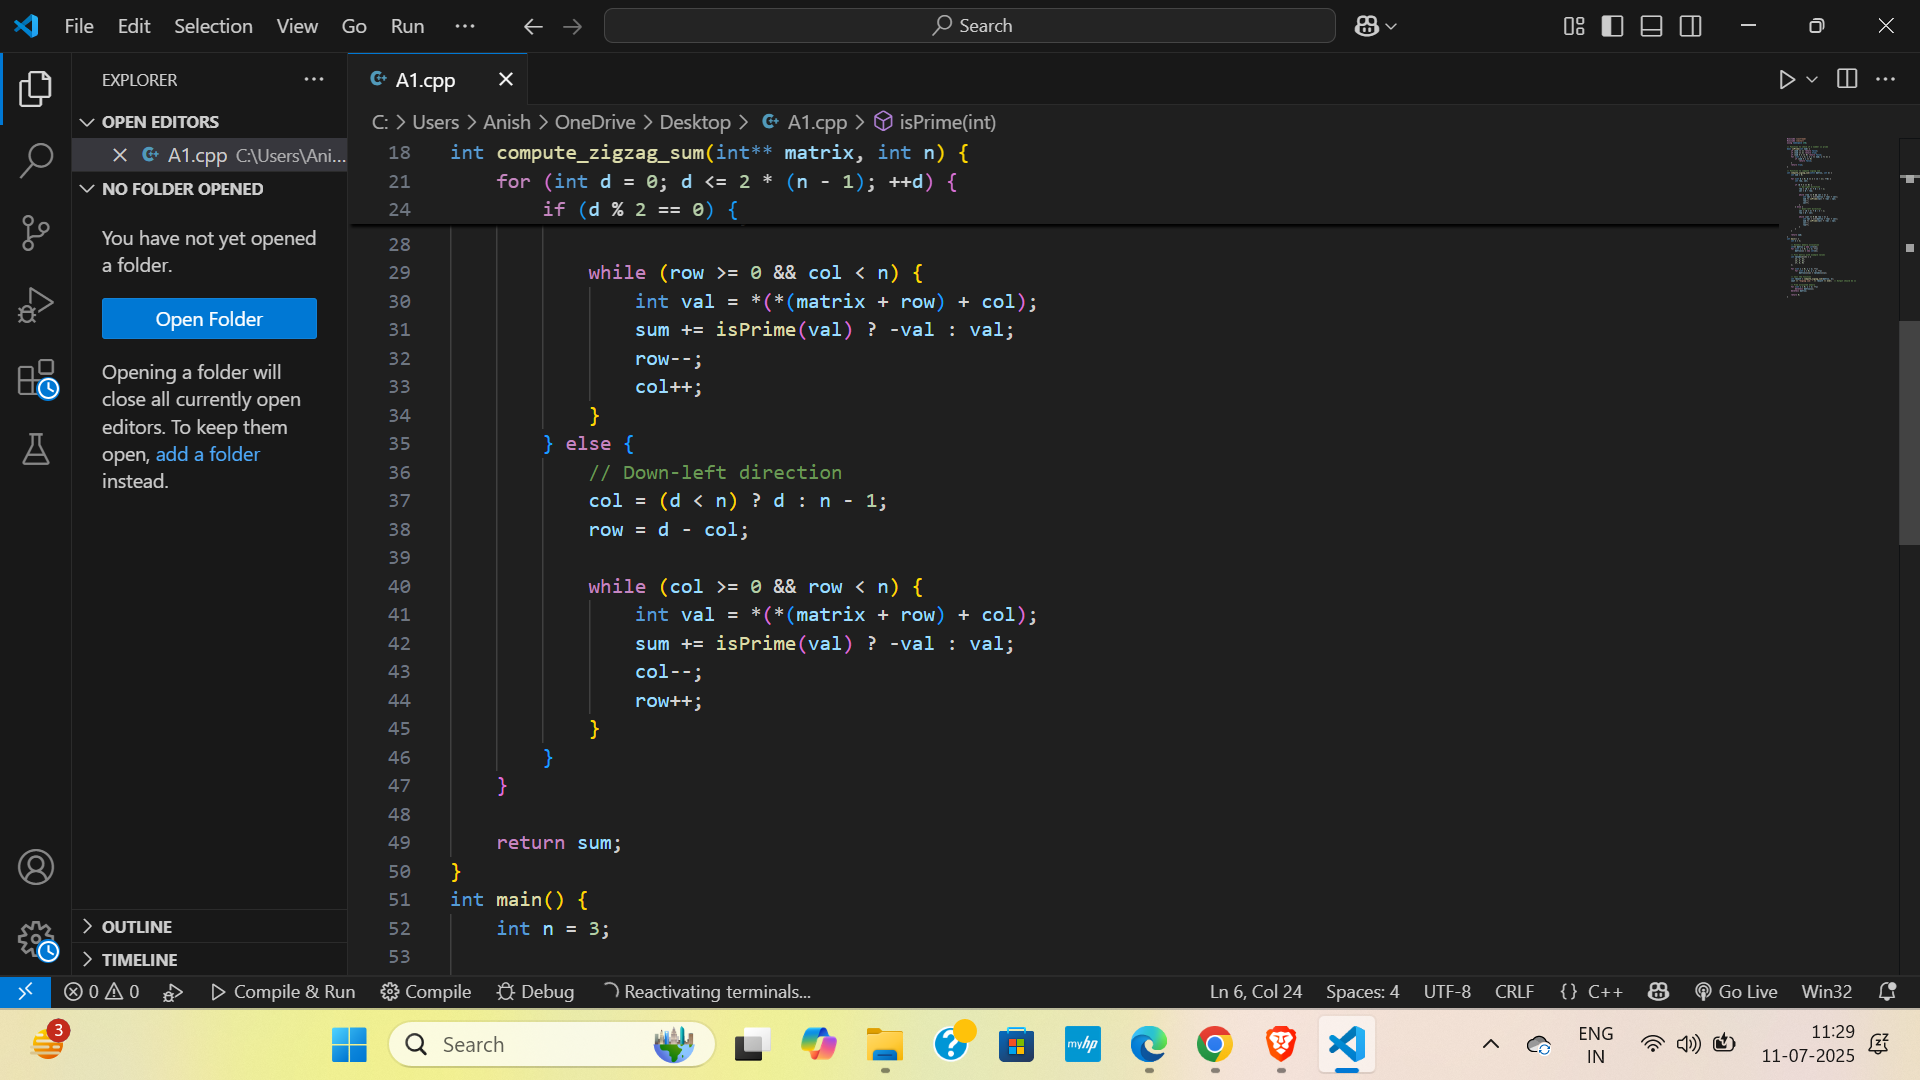 File Edit Selection View Go Run ··· Search
EXPLORER ···
OPEN EDITORS
A1.cpp C:\Users\Ani...
NO FOLDER OPENED
You have not yet opened
a folder.
Open Folder
Opening a folder will
close all currently open
editors. To keep them
open, add a folder
instead.
OUTLINE
TIMELINE
A1.cpp
C: > Users > Anish > OneDrive > Desktop > A1.cpp > isPrime(int)
18 int compute_zigzag_sum(int** matrix, int n) {
21 for (int d = 0; d <= 2 * (n - 1); ++d) {
24 if (d % 2 == 0) {
28
29 while (row >= 0 && col < n) {
30 int val = *(*(matrix + row) + col);
31 sum += isPrime(val) ? -val : val;
32 row--;
33 col++;
34 }
35 } else {
36 // Down-left direction
37 col = (d < n) ? d : n - 1;
38 row = d - col;
39
40 while (col >= 0 && row < n) {
41 int val = *(*(matrix + row) + col);
42 sum += isPrime(val) ? -val : val;
43 col--;
44 row++;
45 }
46 }
47 }
48
49 return sum;
50 }
51 int main() {
52 int n = 3;
53
0 0 Compile & Run Compile Debug Reactivating terminals... Ln 6, Col 24 Spaces: 4 UTF-8 CRLF {} C++ Go Live Win32
3 Search myhp ENG
IN
11:29
11-07-2025